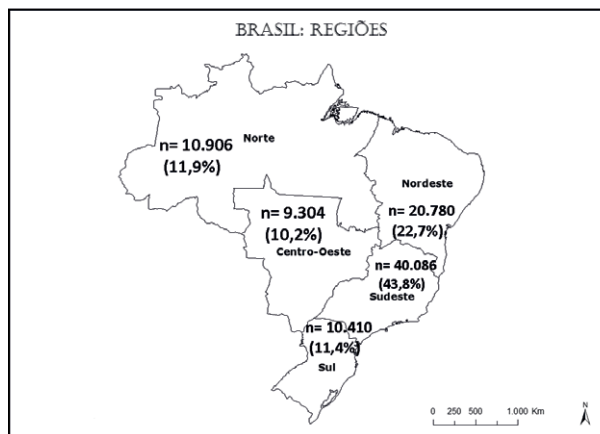 BRASIL: REGIÕES
Norte
n= 10.906
(11,9%)
Nordeste
n= 20.780
(22,7%)
n= 9.304
(10,2%)
Centro-Oeste
n= 40.086
(43,8%)
Sudeste
n= 10.410
(11,4%)
Sul
N
0 250 500 1.000 Km